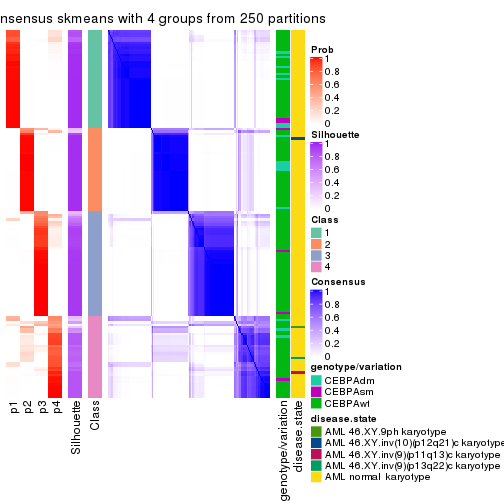 nsensus skmeans with 4 groups from 250 partitions
Prob
1
0.8
0.6
0.4
0.2
0
Silhouette
1
0.8
0.6
0.4
0.2
0
Class
1
2
3
4
Consensus
1
0.8
0.6
0.4
0.2
0
genotype/variation
CEBPAdm
CEBPAsm
CEBPAwt
disease.state
AML 46.XY.9ph karyotype
AML 46.XY.inv(10)(p12q21)c karyotype
AML 46.XY.inv(9)(p11q13)c karyotype
AML 46.XY.inv(9)(p13q22)c karyotype
AML normal karyotype
p1
p2
p3
p4
Silhouette
Class
genotype/variation
disease.state